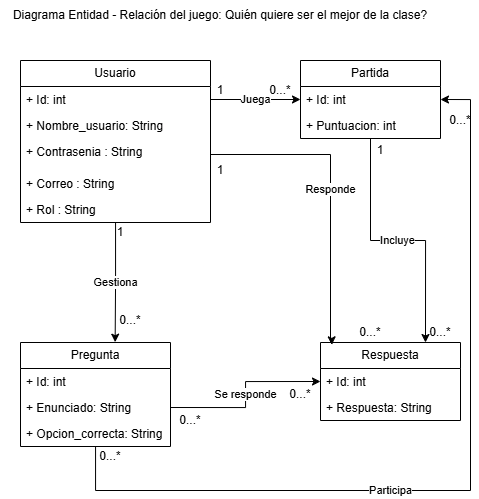 Diagrama Entidad - Relación del juego: Quién quiere ser el mejor de la clase?
Usuario
+ Id: int
+ Nombre_usuario: String
+ Contrasenia : String
+ Correo : String
+ Rol : String
1
Juega
0...*
Partida
+ Id: int
+ Puntuacion: int
0...*
1
Responde
1
Incluye
1
Gestiona
0...*
0...*
0...*
Pregunta
+ Id: int
+ Enunciado: String
+ Opcion_correcta: String
Se responde
0...*
0...*
Respuesta
+ Id: int
+ Respuesta: String
0...*
Participa